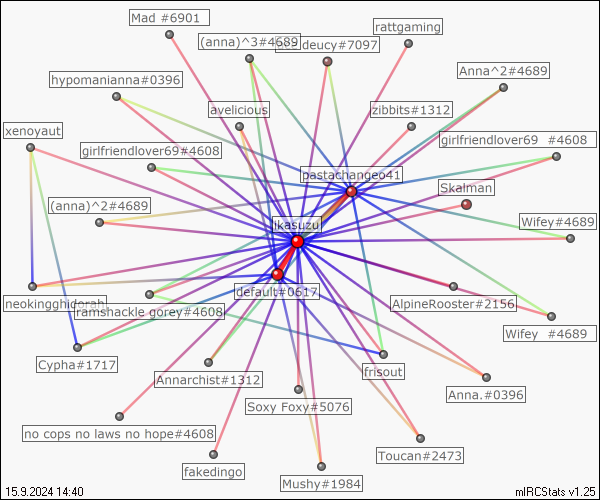 Mad #6901
rattgaming
(anna)^3#4689
deucy#7097
hypomanianna#0396
Anna^2#4689
avelicious
zibbits#1312
xenoyaut
girlfriendlover69#4608
girlfriendlover69 #4608
pastachangeo41
Skalman
(anna)^2#4689
Wifey#4689
ikasuzu
default#0617
neokingghidorah
ramshackle gorey#4608
AlpineRooster#2156
Wifey #4689
Cypha#1717
frisout
Annarchist#1312
Anna.#0396
Soxy Foxy#5076
no cops no laws no hope#4608
Toucan#2473
fakedingo
Mushy#1984
15.9.2024 14:40
mIRCStats v1.25